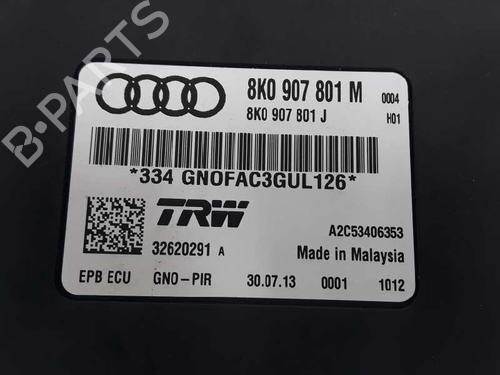 8K0 907 801 M 0004
8K0 907 801 J H01
*334 GNOFAC3GUL126*
TRW
A2C53406353
32620291 A
Made in Malaysia
EPB ECU GNO-PIR 30.07.13 0001 1012
B-PARTS